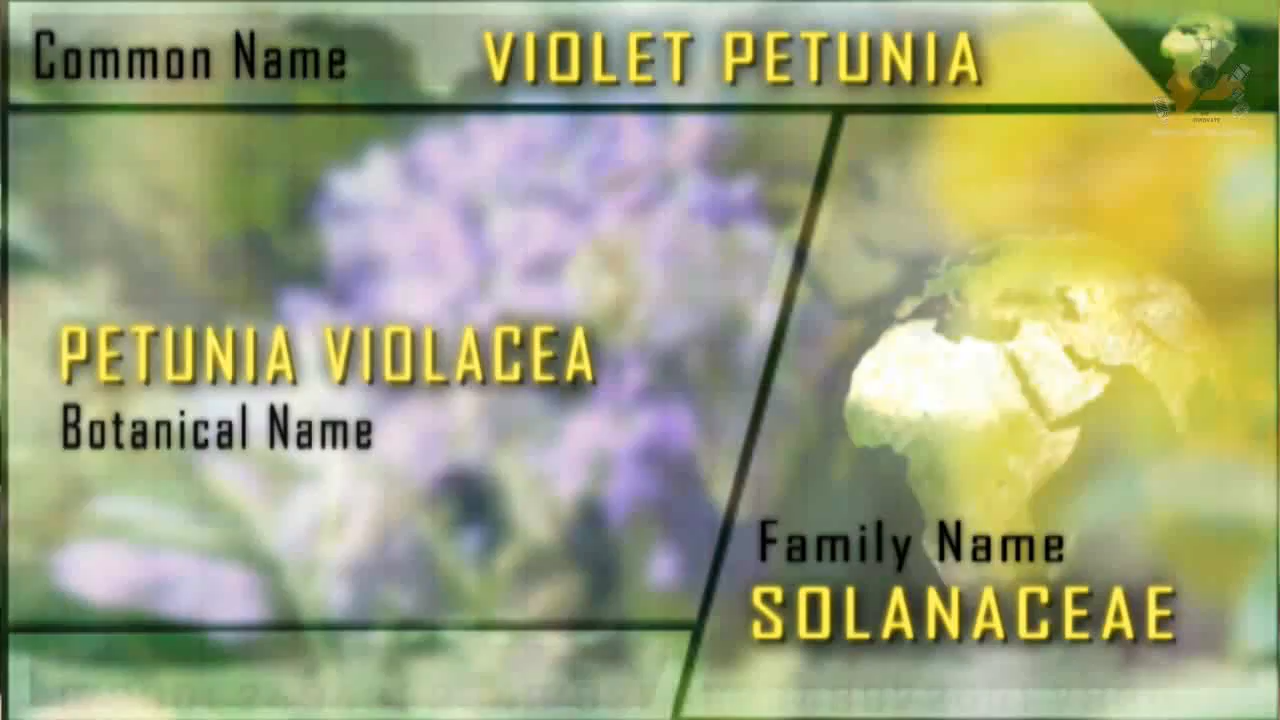 Common Name VIOLET PETUNIA
PETUNIA VIOLACEA
Botanical Name
Family Name
SOLANACEAE